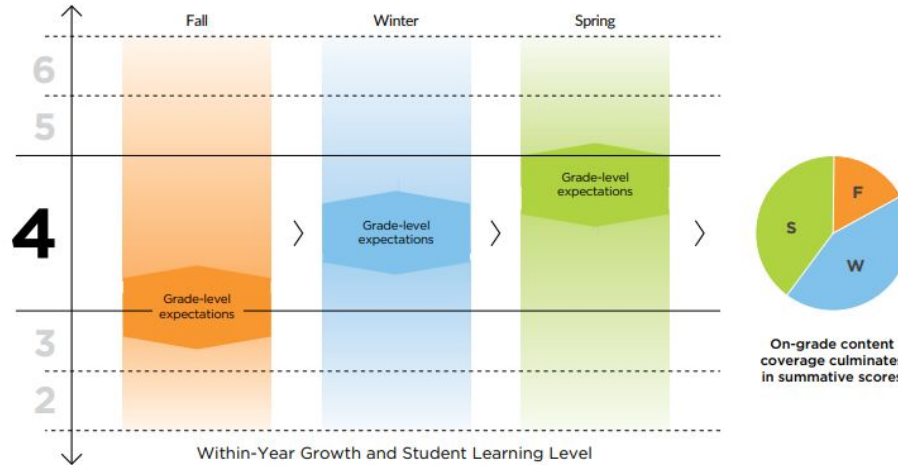 Fall
Winter
Spring
6
5
4
3
2
Grade-level
expectations
Grade-level
expectations
Grade-level
expectations
F
S
W
On-grade content
coverage culminates
in summative scores
Within-Year Growth and Student Learning Level